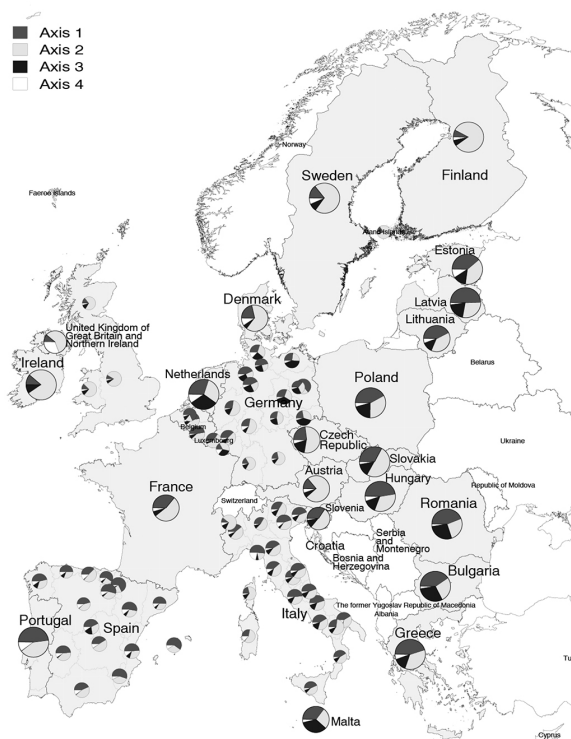 Axis 1
Axis 2
Axis 3
Axis 4
Norway
Sweden
Finland
Faeroe Islands
Åland Islands
Estonia
Denmark
Latvia
Lithuania
United Kingdom of
Great Britain and
Northern Ireland
Ireland
Belarus
Netherlands
Poland
Germany
Belgium
Czech
Republic
Ukraine
Luxembourg
Slovakia
Austria
Hungary
Republic of Moldova
France
Switzerland
Slovenia
Romania
Croatia
Serbia
and
Montenegro
Bosnia and
Herzegovina
Bulgaria
The former Yugoslav Republic of Macedonia
Albania
Italy
Portugal
Spain
Greece
Tu
Malta
Cyprus